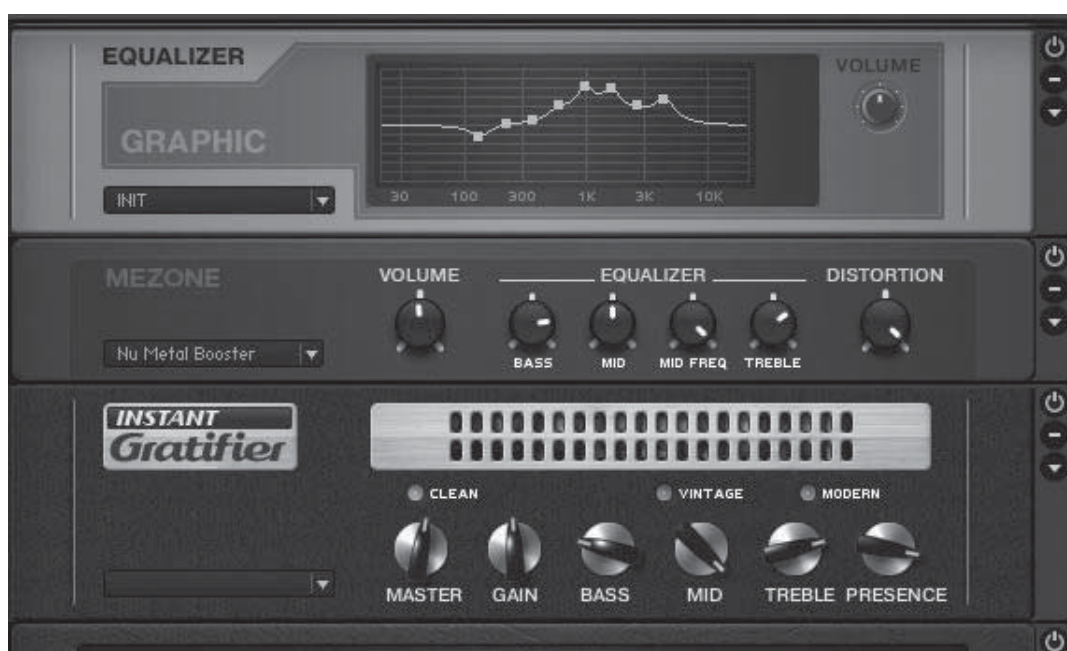 EQUALIZER
VOLUME
GRAPHIC
INIT
30 100 300 1K 3K 10K
MEZONE
VOLUME EQUALIZER DISTORTION
Nu Metal Booster
BASS MID MID FREQ TREBLE
INSTANT
Gratifier
CLEAN VINTAGE MODERN
MASTER GAIN BASS MID TREBLE PRESENCE